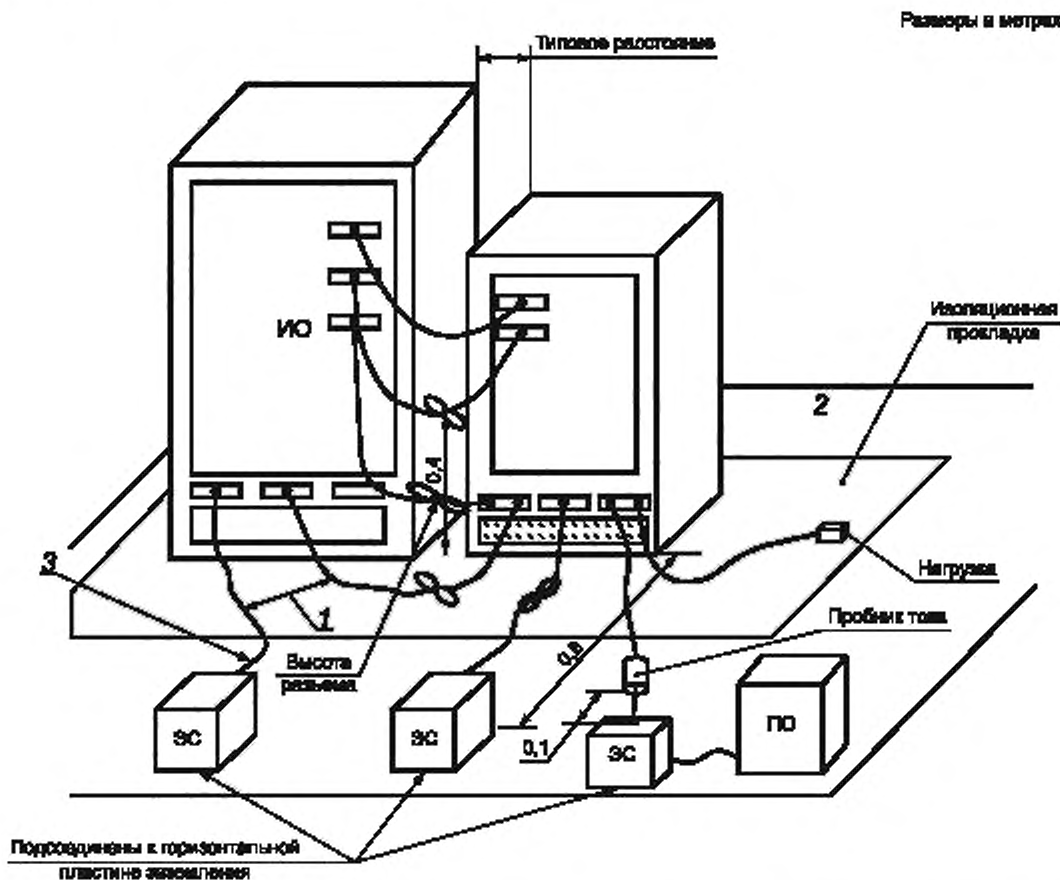 Размеры в метрах
Типовое расстояние
Изоляционная
прокладка
ИО
2
0,4
3
1
Нагрузка
Высота
разъема
0,8
Пробник тока
ЭС
ЭС
0,1
ЭС
ПО
Подсоединены к горизонтальной
пластине заземления